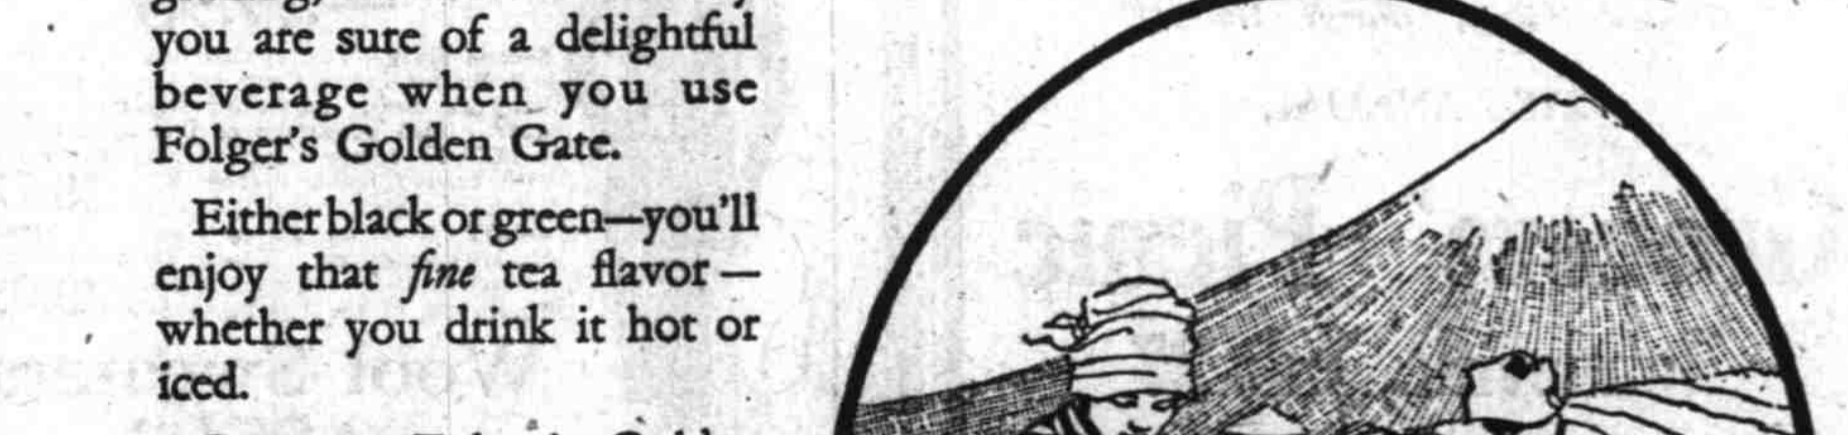 you are sure of a delightful
beverage when you use
Folger's Golden Gate.
Either black or green—you'll
enjoy that fine tea flavor—
whether you drink it hot or
iced.